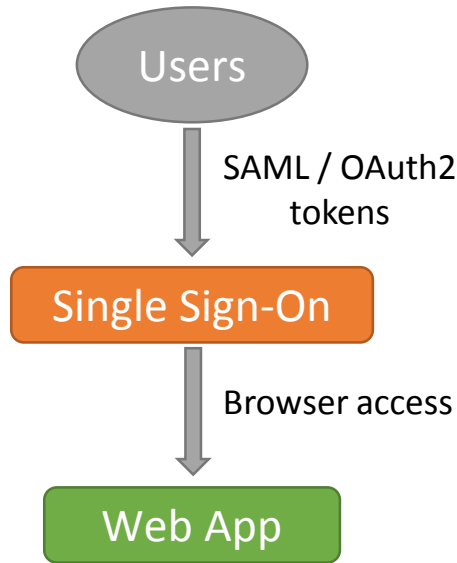 Users
SAML / OAuth2
tokens
Single Sign-On
Browser access
Web App